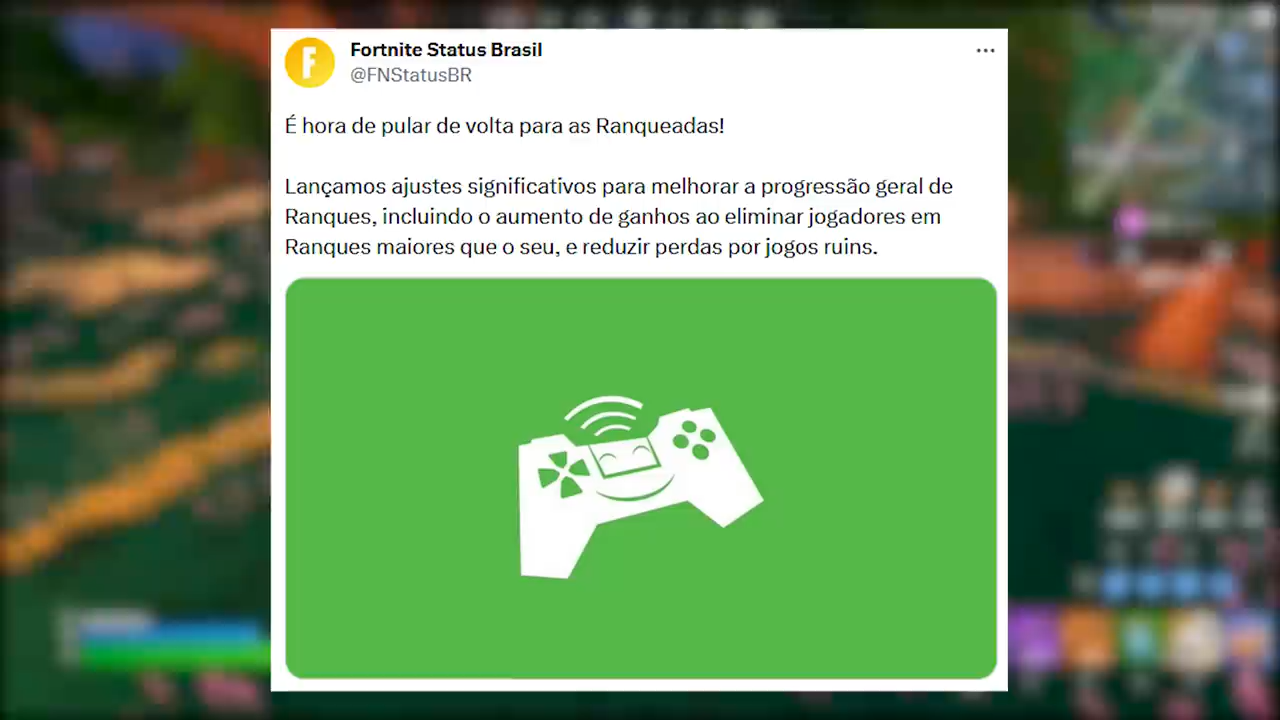 Fortnite Status Brasil
@FNStatusBR
É hora de pular de volta para as Ranqueadas!
Lançamos ajustes significativos para melhorar a progressão geral de
Ranques, incluindo o aumento de ganhos ao eliminar jogadores em
Ranques maiores que o seu, e reduzir perdas por jogos ruins.